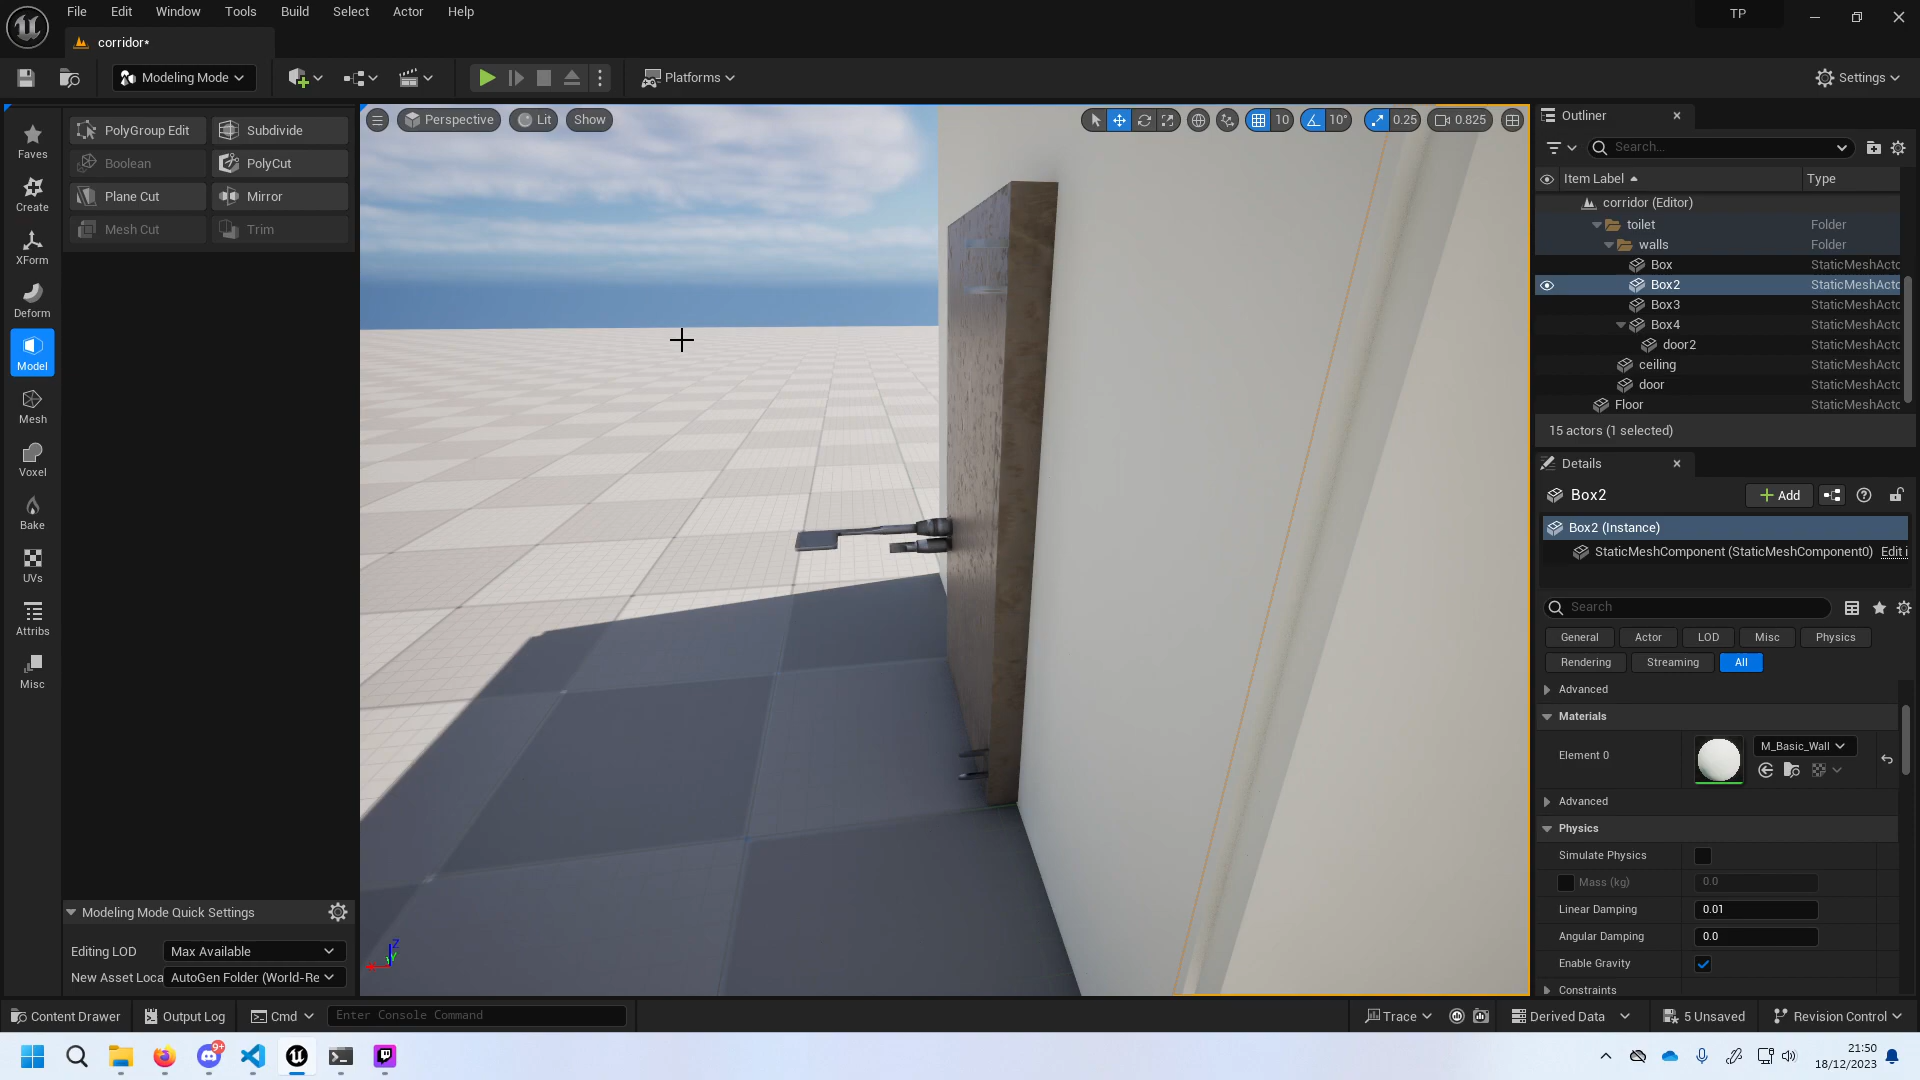 File Edit Window Tools Build Select Actor Help
TP
corridor*
Modeling Mode
Platforms
Settings
Faves
Create
XForm
Deform
Model
Mesh
Voxel
Bake
UVs
Attribs
Misc
PolyGroup Edit Subdivide
Boolean PolyCut
Plane Cut Mirror
Mesh Cut Trim
Perspective Lit Show
10 10° 0.25 0.825
Outliner
Search...
Item Label Type
corridor (Editor)
toilet Folder
walls Folder
Box StaticMeshActo
Box2 StaticMeshActo
Box3 StaticMeshActo
Box4 StaticMeshActo
door2 StaticMeshActo
ceiling StaticMeshActo
door StaticMeshActo
Floor StaticMeshActo
15 actors (1 selected)
Details
Box2 Add
Box2 (Instance)
StaticMeshComponent (StaticMeshComponent0) Edit i
Search
General Actor LOD Misc Physics
Rendering Streaming All
Advanced
Materials
Element 0 M_Basic_Wall
Advanced
Physics
Simulate Physics
Mass (kg) 0.0
Linear Damping 0.01
Angular Damping 0.0
Enable Gravity
Constraints
Modeling Mode Quick Settings
Editing LOD Max Available
New Asset Loca AutoGen Folder (World-Re
Z
Y
Content Drawer Output Log Cmd Enter Console Command
Trace Derived Data 5 Unsaved Revision Control
9+
21:50
18/12/2023